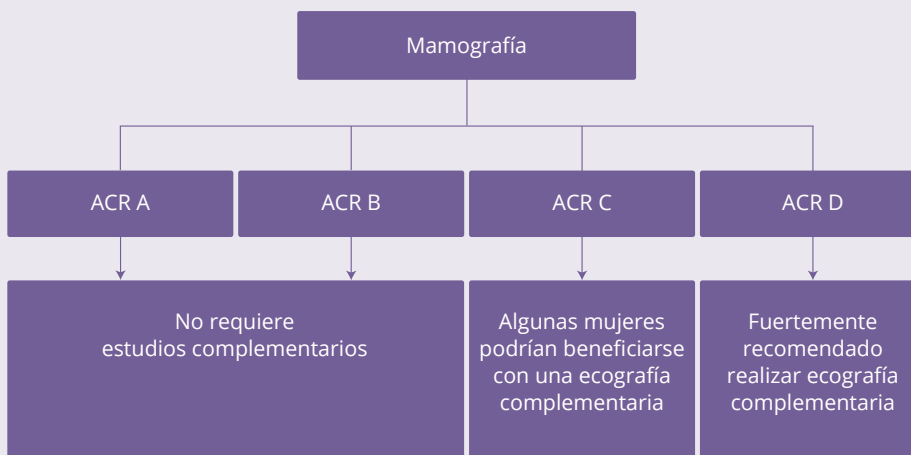 Mamografía
ACR A
ACR B
ACR C
ACR D
No requiere
estudios complementarios
Algunas mujeres
podrían beneficiarse
con una ecografía
complementaria
Fuertemente
recomendado
realizar ecografía
complementaria